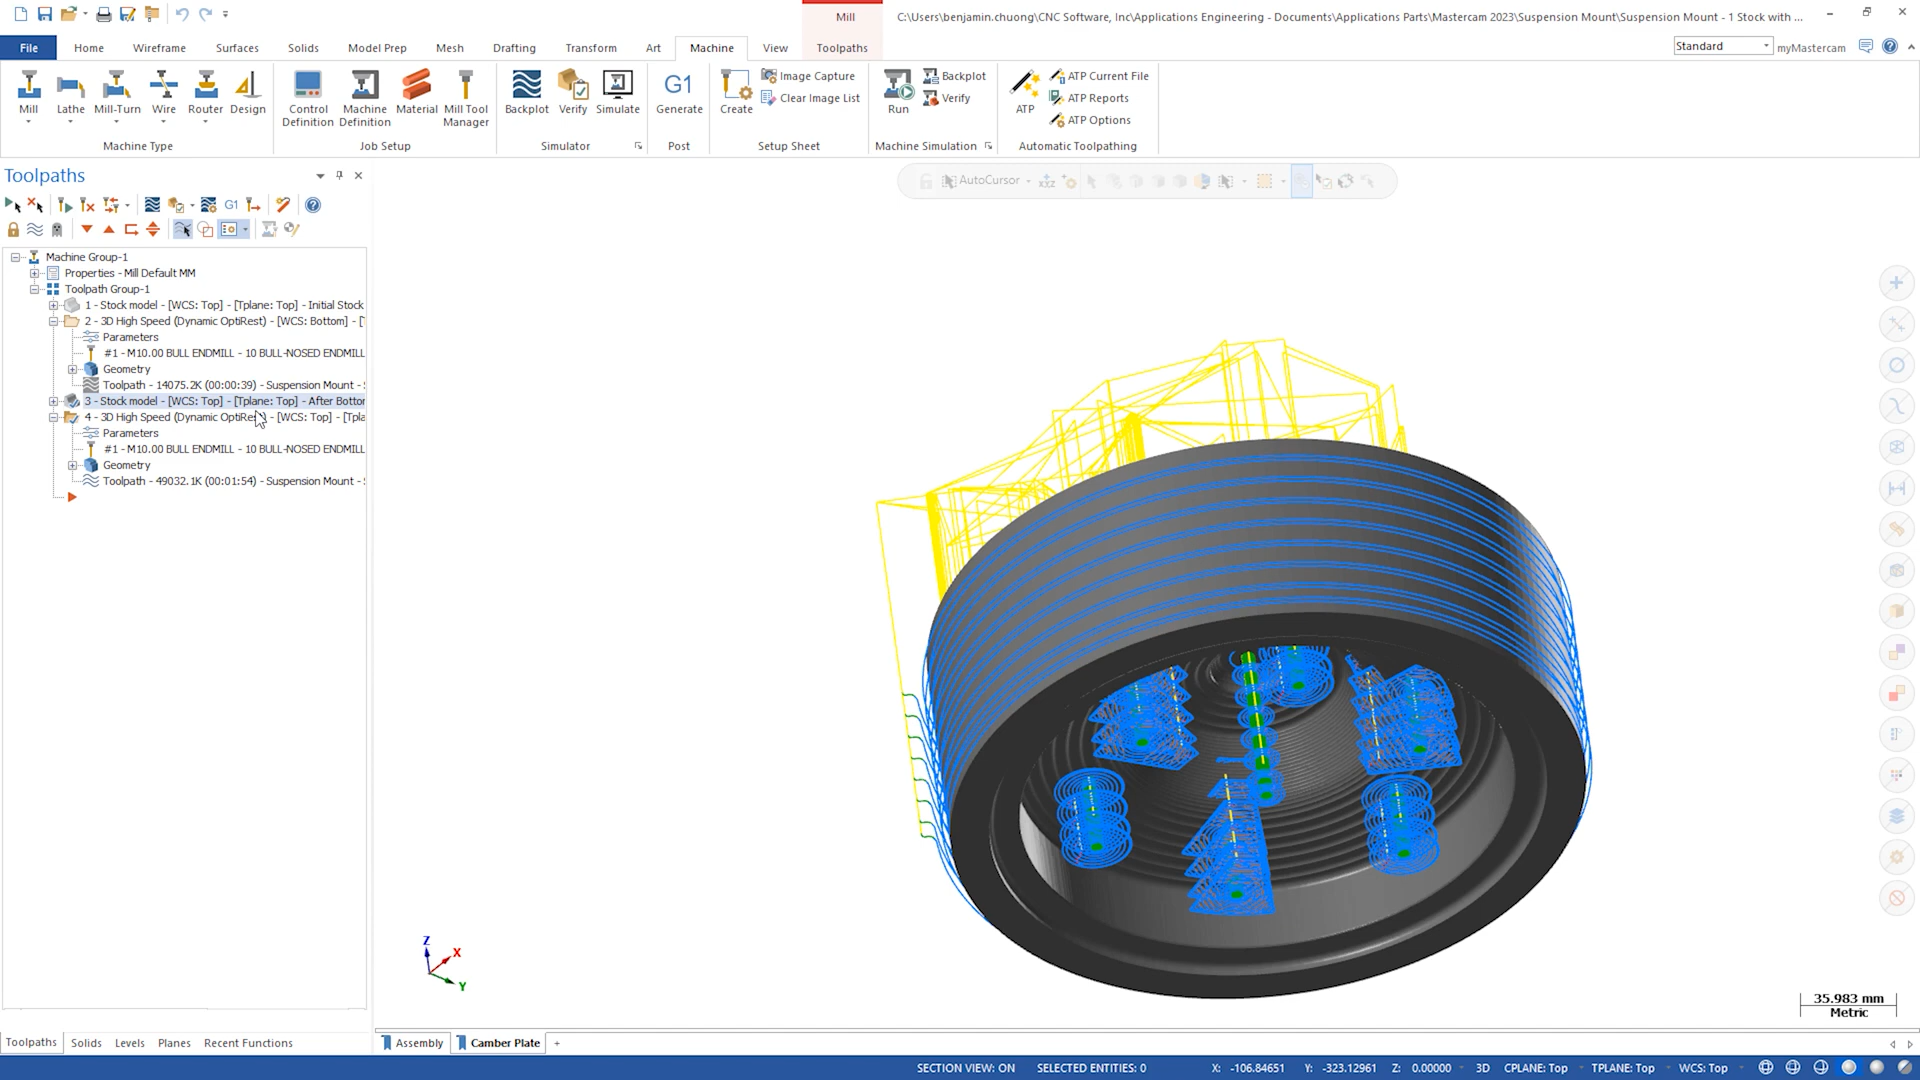 Mill
C:\Users\benjamin.chuong\CNC Software, Inc\Applications Engineering - Documents\Applications Parts\Mastercam 2023\Suspension Mount\Suspension Mount - 1 Stock with ...
File Home Wireframe Surfaces Solids Model Prep Mesh Drafting Transform Art Machine View Toolpaths Standard myMastercam
Mill Lathe Mill-Turn Wire Router Design
Machine Type
Control Definition Machine Definition Material Mill Tool Manager
Job Setup
Backplot Verify Simulate
Simulator
G1 Generate
Post
Create Image Capture
Clear Image List
Setup Sheet
Run Backplot
Verify
Machine Simulation
ATP ATP Current File
ATP Reports
ATP Options
Automatic Toolpathing
Toolpaths
G1
AutoCursor
XYZ
Machine Group-1
Properties - Mill Default MM
Toolpath Group-1
1 - Stock model - [WCS: Top] - [Tplane: Top] - Initial Stock
2 - 3D High Speed (Dynamic OptiRest) - [WCS: Bottom] - [
Parameters
#1 - M10.00 BULL ENDMILL - 10 BULL-NOSED ENDMILL
Geometry
Toolpath - 14075.2K (00:00:39) - Suspension Mount -
3 - Stock model - [WCS: Top] - [Tplane: Top] - After Bottor
4 - 3D High Speed (Dynamic OptiRest) - [WCS: Top] - [Tpla
Parameters
#1 - M10.00 BULL ENDMILL - 10 BULL-NOSED ENDMILL
Geometry
Toolpath - 49032.1K (00:01:54) - Suspension Mount -
Z
X
Y
35.983 mm
Metric
Toolpaths Solids Levels Planes Recent Functions
Assembly Camber Plate +
SECTION VIEW: ON SELECTED ENTITIES: 0 X: -106.84651 Y: -323.12961 Z: 0.00000 3D CPLANE: Top TPLANE: Top WCS: Top